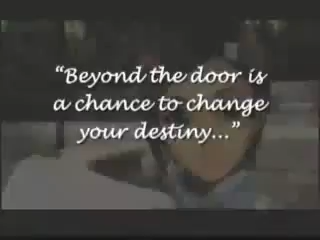 “Beyond the door is
a chance to change
your destiny...”